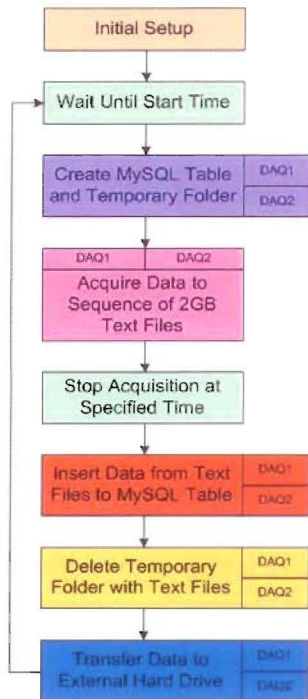 Initial Setup
Wait Until Start Time
Create MySQL Table
and Temporary Folder
DAQ1
DAQ2
DAQ1 DAQ2
Acquire Data to
Sequence of 2GB
Text Files
Stop Acquisition at
Specified Time
Insert Data from Text
Files to MySQL Table
DAQ1
DAQ2
Delete Temporary
Folder with Text Files
DAQ1
DAQ2
Transfer Data to
External Hard Drive
DAQ1
DAQ2